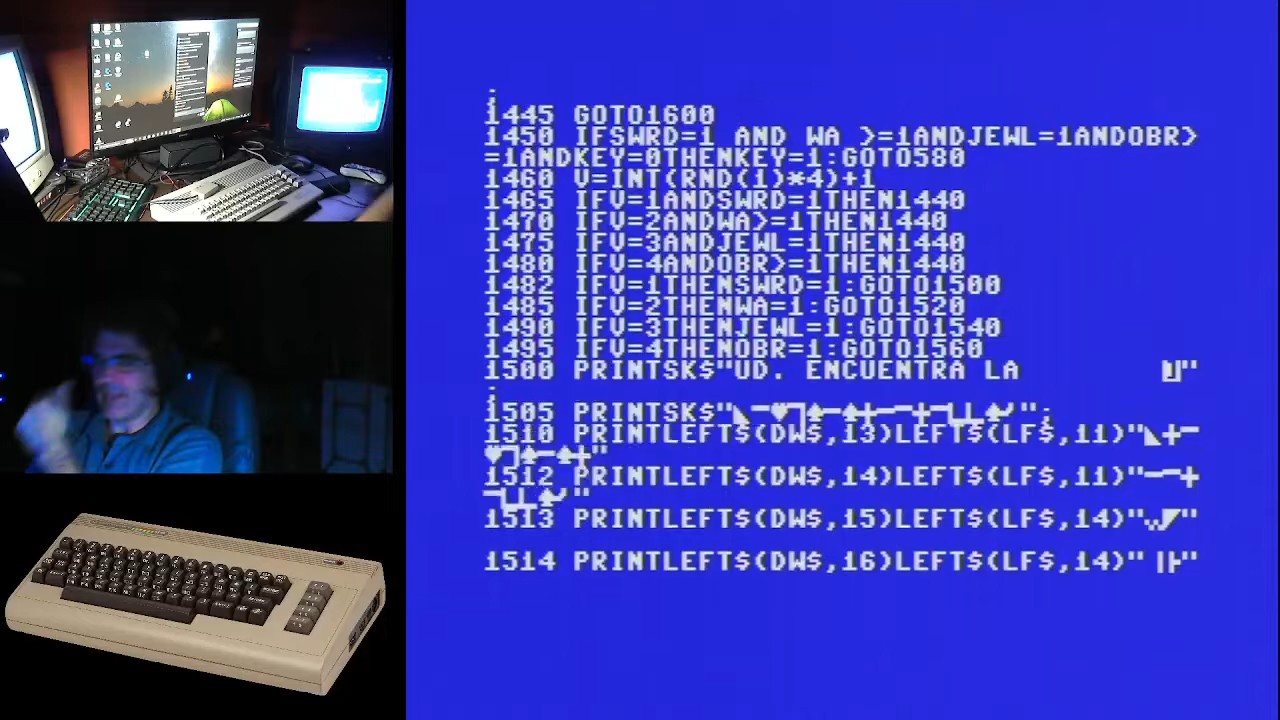 ;
1445 GOTO1600
1450 IFSWRD=1 AND WA >=1ANDJEWL=1ANDOBR>
=1ANDKEY=0THENKEY=1:GOTO580
1460 V=INT(RND(1)*4)+1
1465 IFV=1ANDSWRD=1THEN1440
1470 IFV=2ANDWA>=1THEN1440
1475 IFV=3ANDJEWL=1THEN1440
1480 IFV=4ANDOBR>=1THEN1440
1482 IFV=1THENSWRD=1:GOTO1500
1485 IFV=2THENWA=1:GOTO1520
1490 IFV=3THENJEWL=1:GOTO1540
1495 IFV=4THENOBR=1:GOTO1560
1500 PRINTSK$"UD. ENCUENTRA LA "
;
1505 PRINTSK$" ";
1510 PRINTLEFT$(DW$,13)LEFT$(LF$,11)"
"
1512 PRINTLEFT$(DW$,14)LEFT$(LF$,11)"
"
1513 PRINTLEFT$(DW$,15)LEFT$(LF$,14)" "
1514 PRINTLEFT$(DW$,16)LEFT$(LF$,14)" "